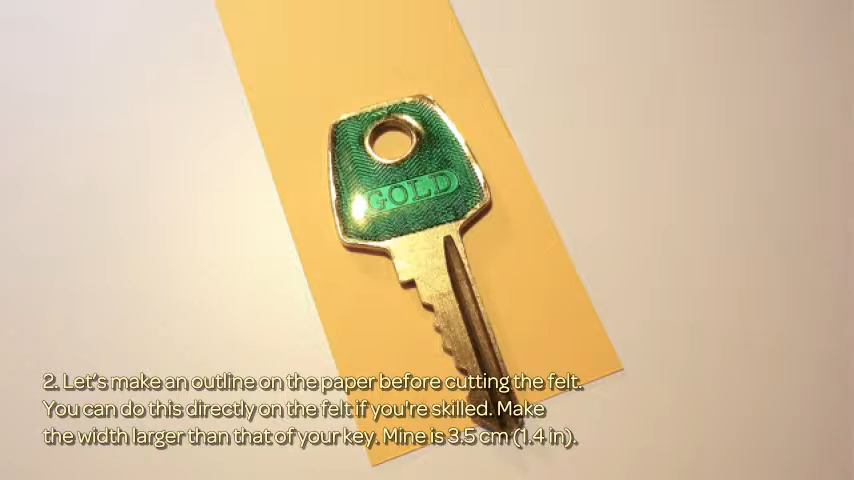 GOLD
2. Let's make an outline on the paper before cutting the felt.
You can do this directly on the felt if you're skilled. Make
the width larger than that of your key. Mine is 3.5 cm (1.4 in).